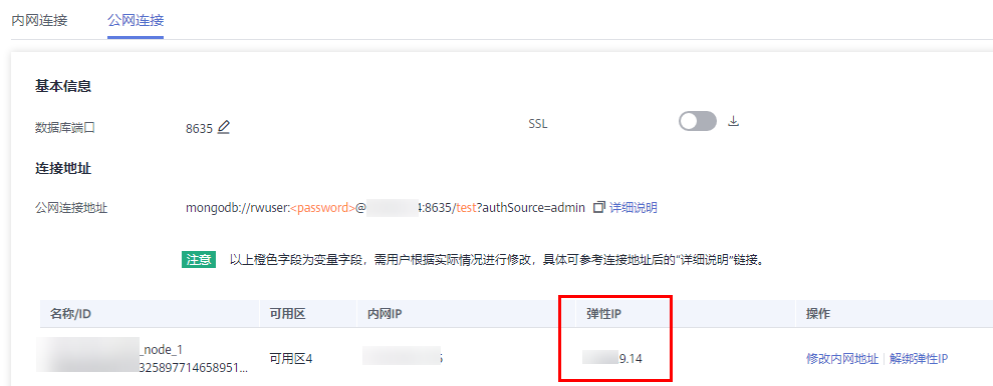 内网连接 公网连接
基本信息
数据库端口 8635 SSL
连接地址
公网连接地址 mongodb://rwuser:<password>@ 4:8635/test?authSource=admin 详细说明
注意 以上橙色字段为变量字段，需用户根据实际情况进行修改，具体可参考连接地址后的“详细说明”链接。
名称/ID 可用区 内网IP 弹性IP 操作
_node_1
325897714658951... 可用区4 9.14 修改内网地址 | 解绑弹性IP